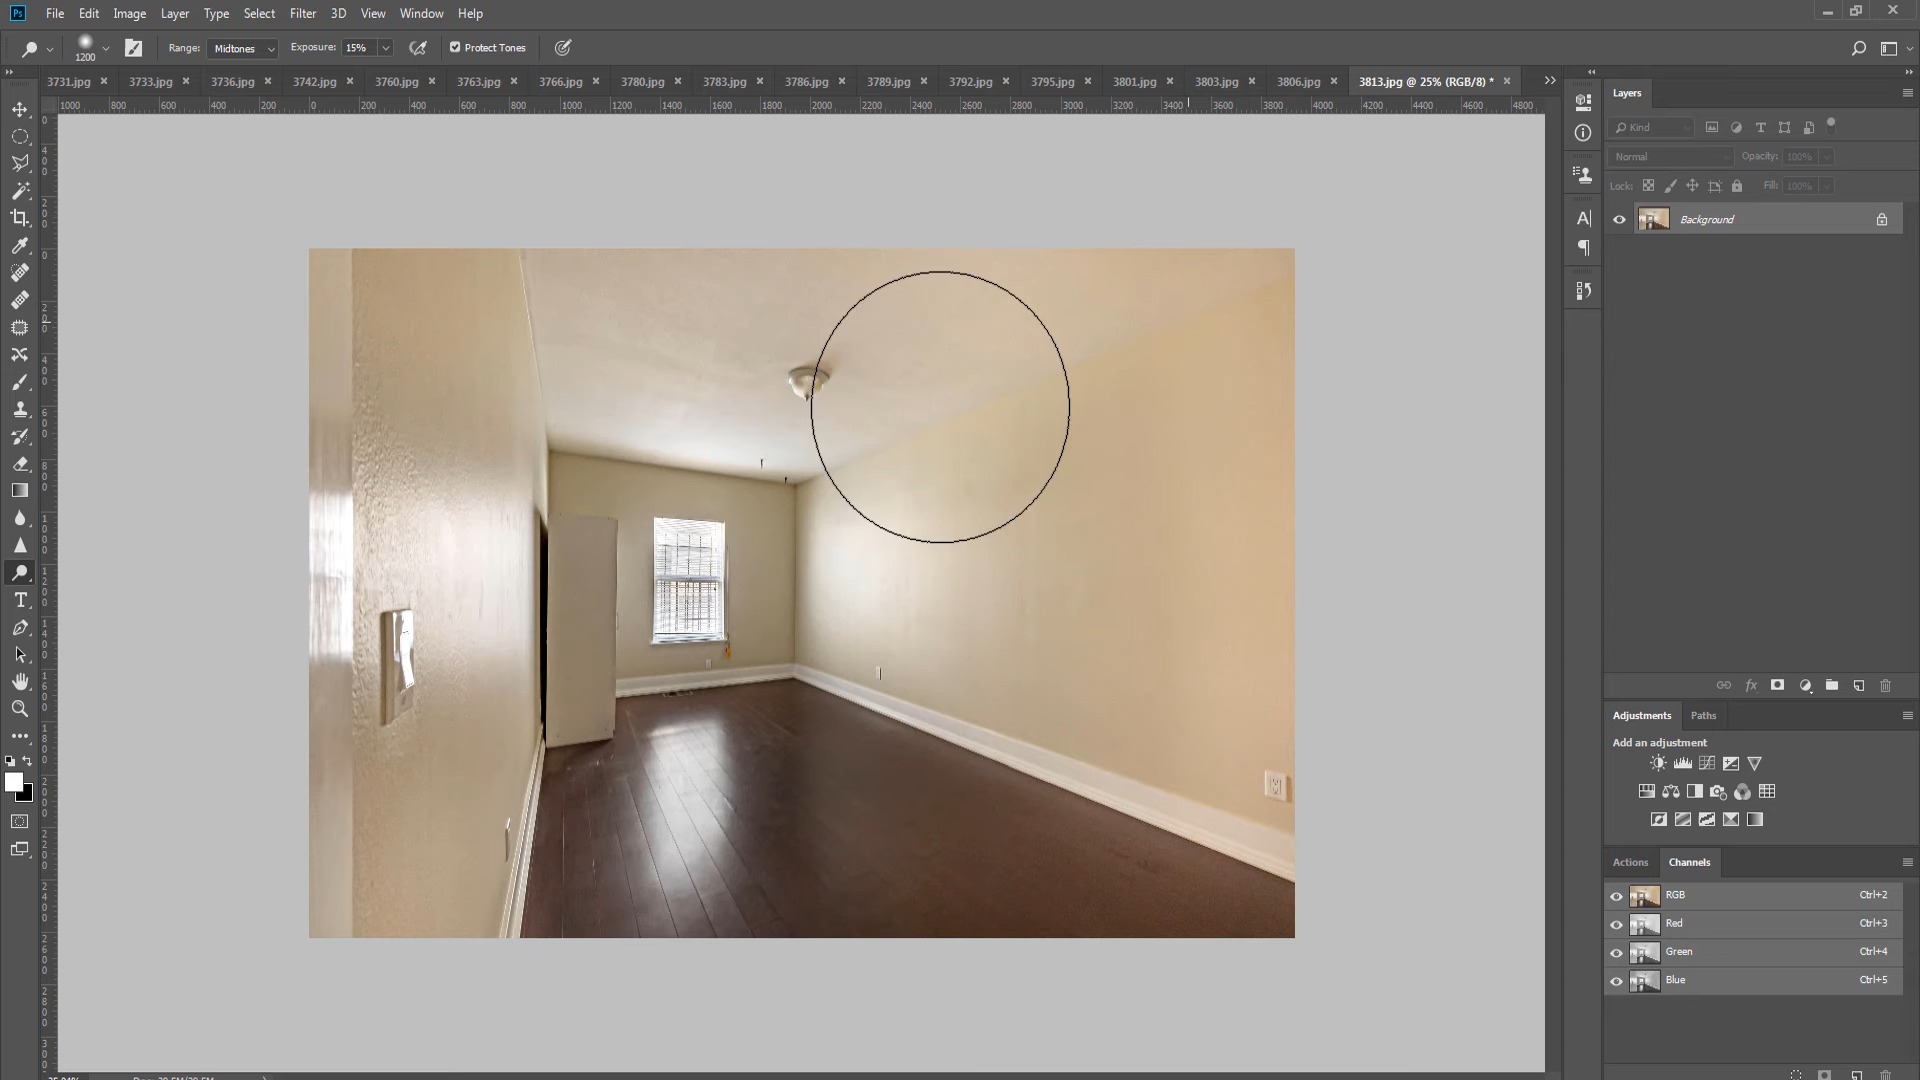 Ps File Edit Image Layer Type Select Filter 3D View Window Help
1200 Range: Midtones Exposure: 15% Protect Tones
3731.jpg 3733.jpg 3736.jpg 3742.jpg 3760.jpg 3763.jpg 3766.jpg 3780.jpg 3783.jpg 3786.jpg 3789.jpg 3792.jpg 3795.jpg 3801.jpg 3803.jpg 3806.jpg 3813.jpg @ 25% (RGB/8) *
1000 800 600 400 200 0 200 400 600 800 1000 1200 1400 1600 1800 2000 2200 2400 2600 2800 3000 3200 3400 3600 3800 4000 4200 4400 4600 4800
Layers
Kind
Normal Opacity: 100%
Lock: Fill: 100%
Background
Adjustments Paths
Add an adjustment
Actions Channels
RGB Ctrl+2
Red Ctrl+3
Green Ctrl+4
Blue Ctrl+5